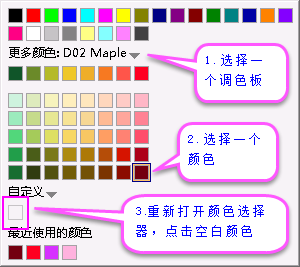 更多颜色: D02 Maple
1.选择一
个调色板
2.选择一个
颜色
自定义
3.重新打开颜色选择
器，点击空白颜色
最近使用的颜色